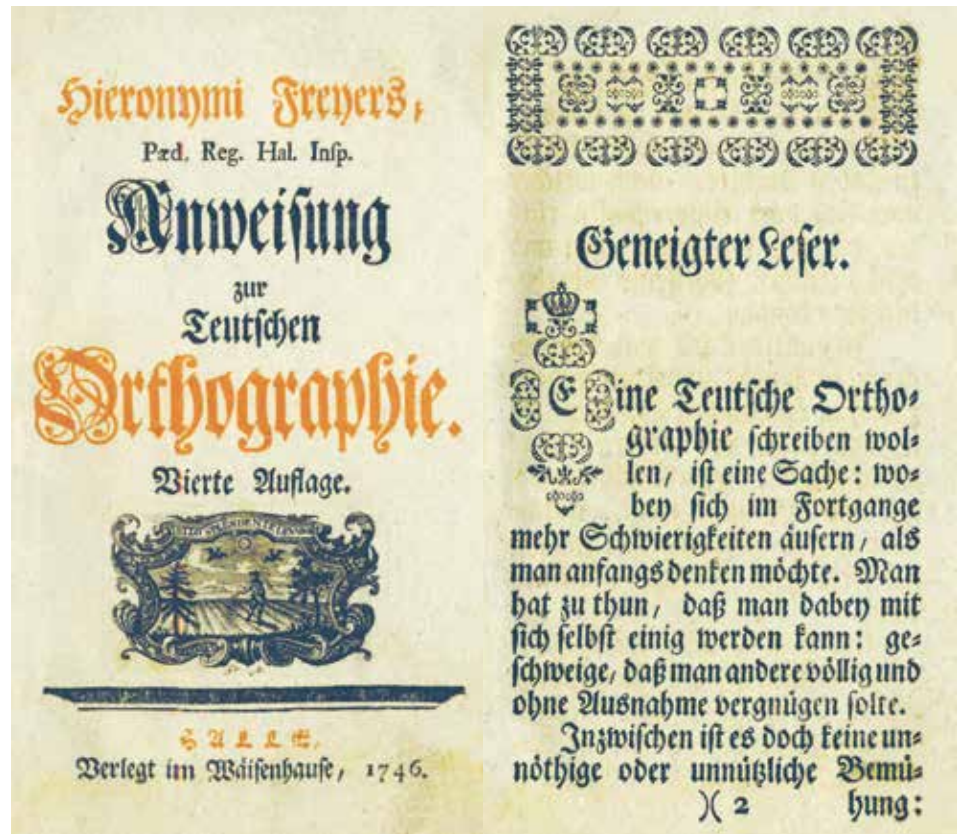 Hieronymi Freyers,
Pæd. Reg. Hal. Inſp.
Anweiſung
zur
Teutſchen
Orthographie.
Vierte Auflage.
HALLE,
Verlegt im Wäiſenhauſe, 1746.
Geneigter Leſer.
Eine Teutſche Ortho⸗
graphie ſchreiben wol⸗
len, iſt eine Sache: wo⸗
bey ſich im Fortgange
mehr Schwierigkeiten äuſern, als
man anfangs denken möchte. Man
hat zu thun, daß man dabey mit
ſich ſelbſt einig werden kann: ge⸗
ſchweige, daß man andere völlig und
ohne Ausnahme vergnügen ſolte.
Inzwiſchen iſt es doch keine un⸗
nöthige oder unnützliche Bemü⸗
)( 2 hung: